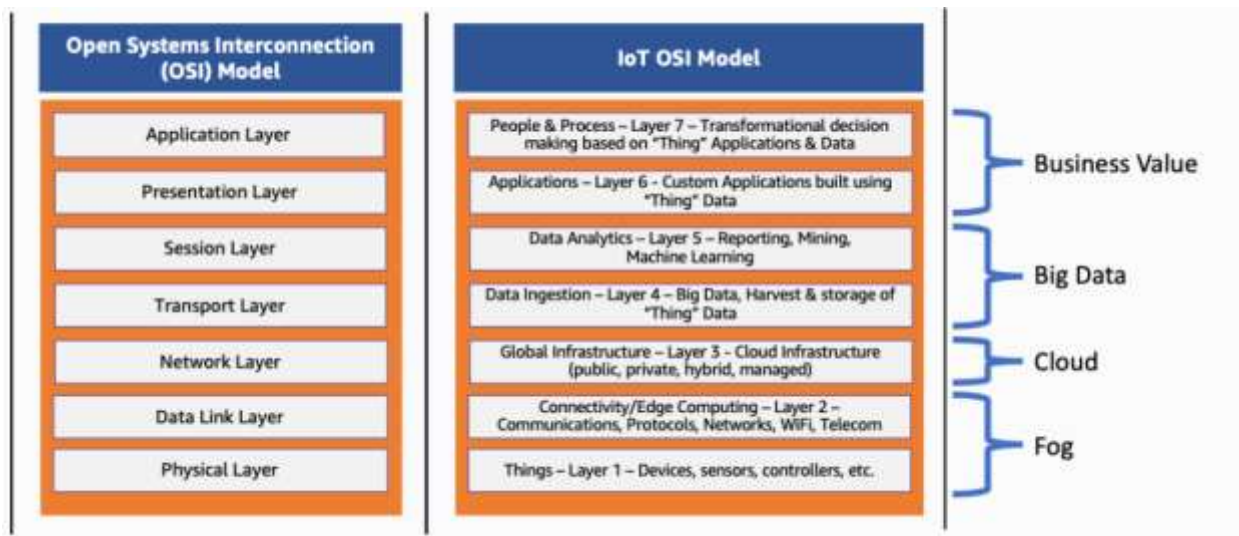 Open Systems Interconnection
(OSI) Model
Application Layer
Presentation Layer
Session Layer
Transport Layer
Network Layer
Data Link Layer
Physical Layer
IoT OSI Model
People & Process – Layer 7 – Transformational decision
making based on "Thing" Applications & Data
Applications – Layer 6 - Custom Applications built using
"Thing" Data
Data Analytics – Layer 5 – Reporting, Mining,
Machine Learning
Data Ingestion – Layer 4 – Big Data, Harvest & storage of
"Thing" Data
Global Infrastructure – Layer 3 - Cloud Infrastructure
(public, private, hybrid, managed)
Connectivity/Edge Computing – Layer 2 –
Communications, Protocols, Networks, WiFi, Telecom
Things – Layer 1 – Devices, sensors, controllers, etc.
Business Value
Big Data
Cloud
Fog